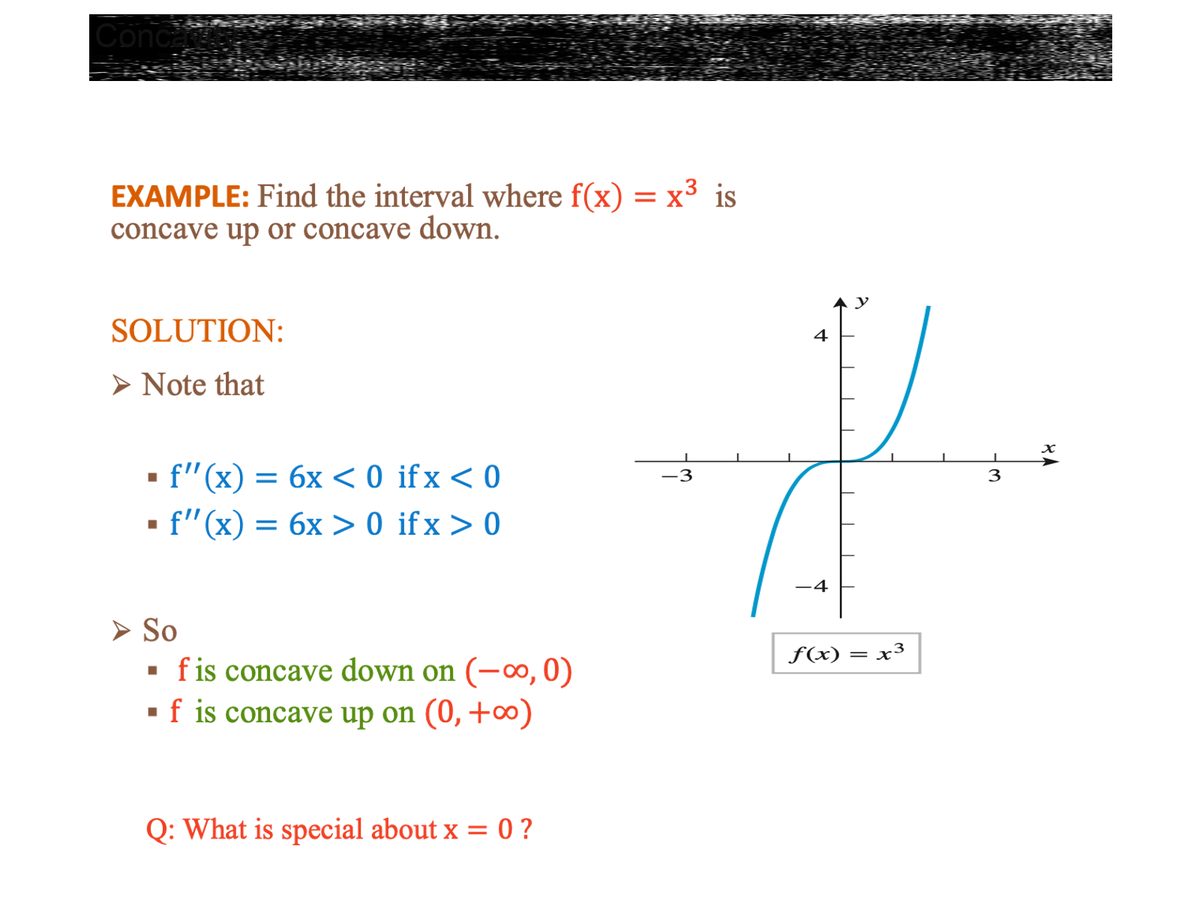 EXAMPLE: Find the interval where f(x) = x³ is
concave up or concave down.
SOLUTION:
➢ Note that
▪ f′′(x) = 6x < 0 if x < 0
▪ f′′(x) = 6x > 0 if x > 0
➢ So
▪ f is concave down on (−∞, 0)
▪ f is concave up on (0, +∞)
Q: What is special about x = 0 ?
y
4
x
−3
3
−4
f(x) = x³